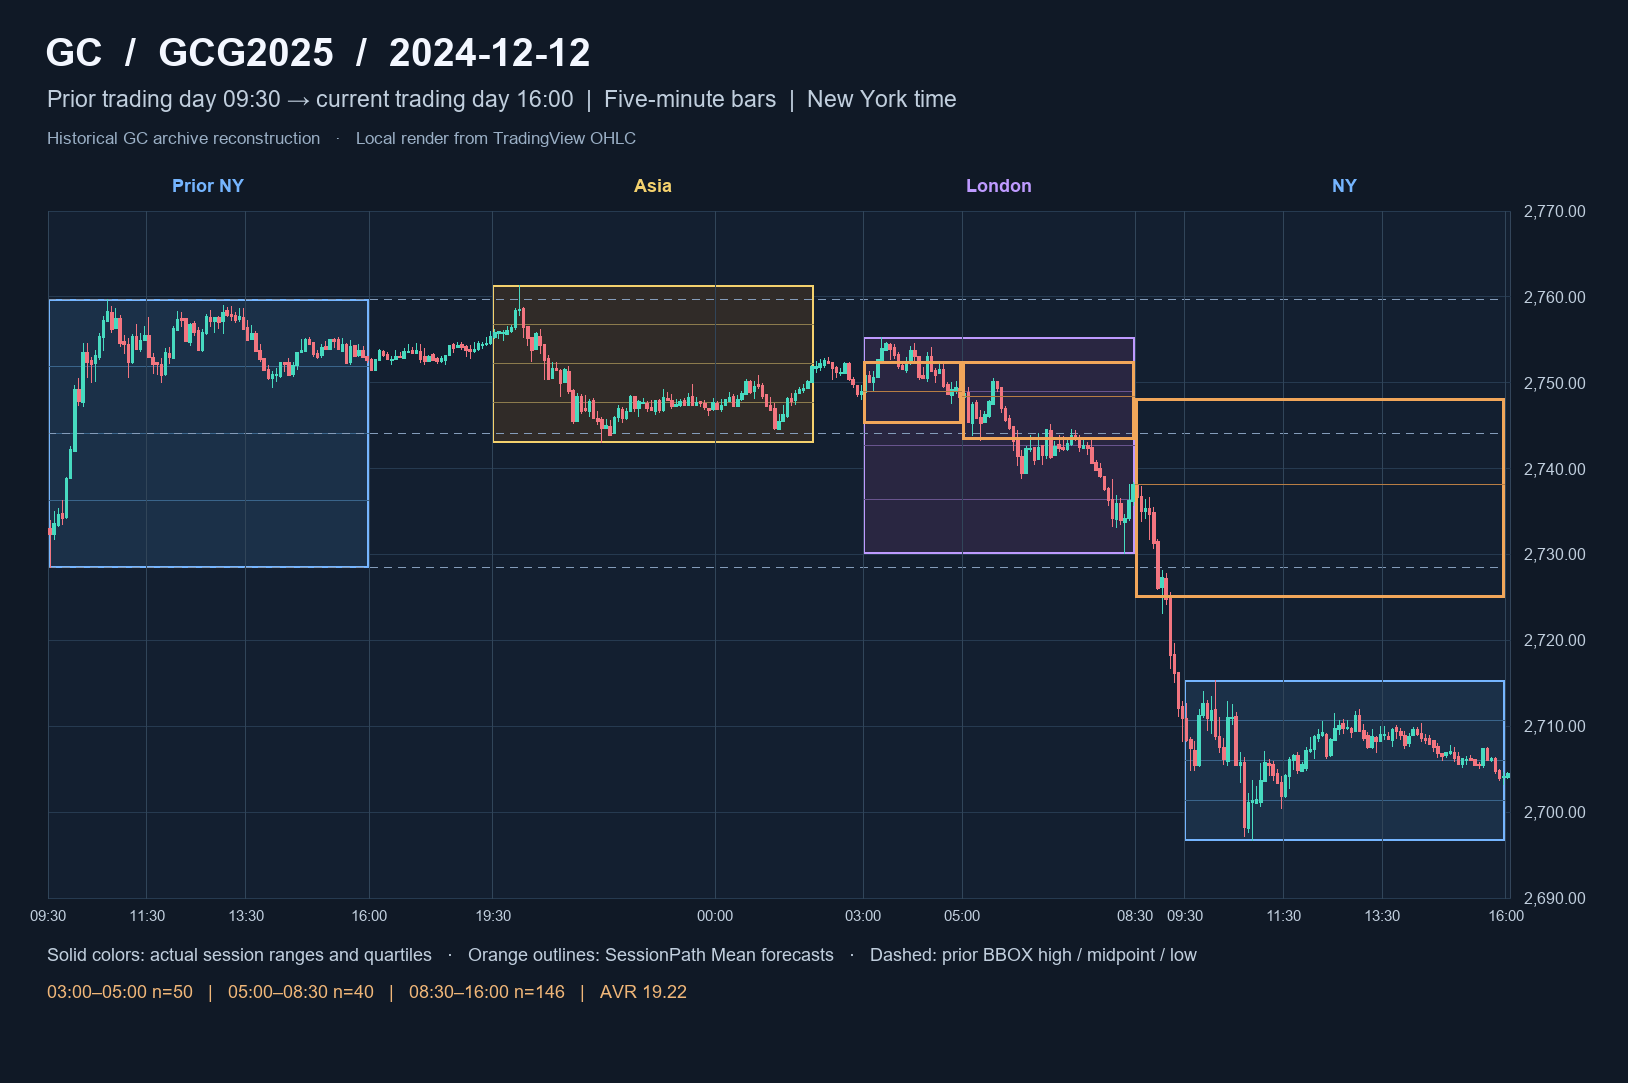 GC / GCG2025 / 2024-12-12
Prior trading day 09:30 → current trading day 16:00 | Five-minute bars | New York time
Historical GC archive reconstruction · Local render from TradingView OHLC
Prior NY Asia London NY
2,770.00
2,760.00
2,750.00
2,740.00
2,730.00
2,720.00
2,710.00
2,700.00
2,690.00
09:30 11:30 13:30 16:00 19:30 00:00 03:00 05:00 08:30 09:30 11:30 13:30 16:00
Solid colors: actual session ranges and quartiles · Orange outlines: SessionPath Mean forecasts · Dashed: prior BBOX high / midpoint / low
03:00–05:00 n=50 | 05:00–08:30 n=40 | 08:30–16:00 n=146 | AVR 19.22